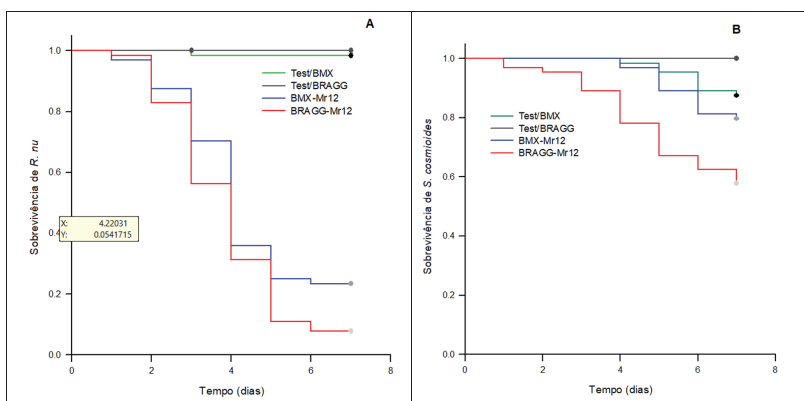 A
Sobrevivência de R. nu
1.0
0.8
0.6
0.4
0.2
0.0
Test/BMX
Test/BRAGG
BMX-Mr12
BRAGG-Mr12
X: 4.22031
Y: 0.0541715
0 2 4 6 8
Tempo (dias)
B
Sobrevivência de S. cosmioides
1.0
0.8
0.6
0.4
0.2
0.0
Test/BMX
Test/BRAGG
BMX-Mr12
BRAGG-Mr12
0 2 4 6 8
Tempo (dias)